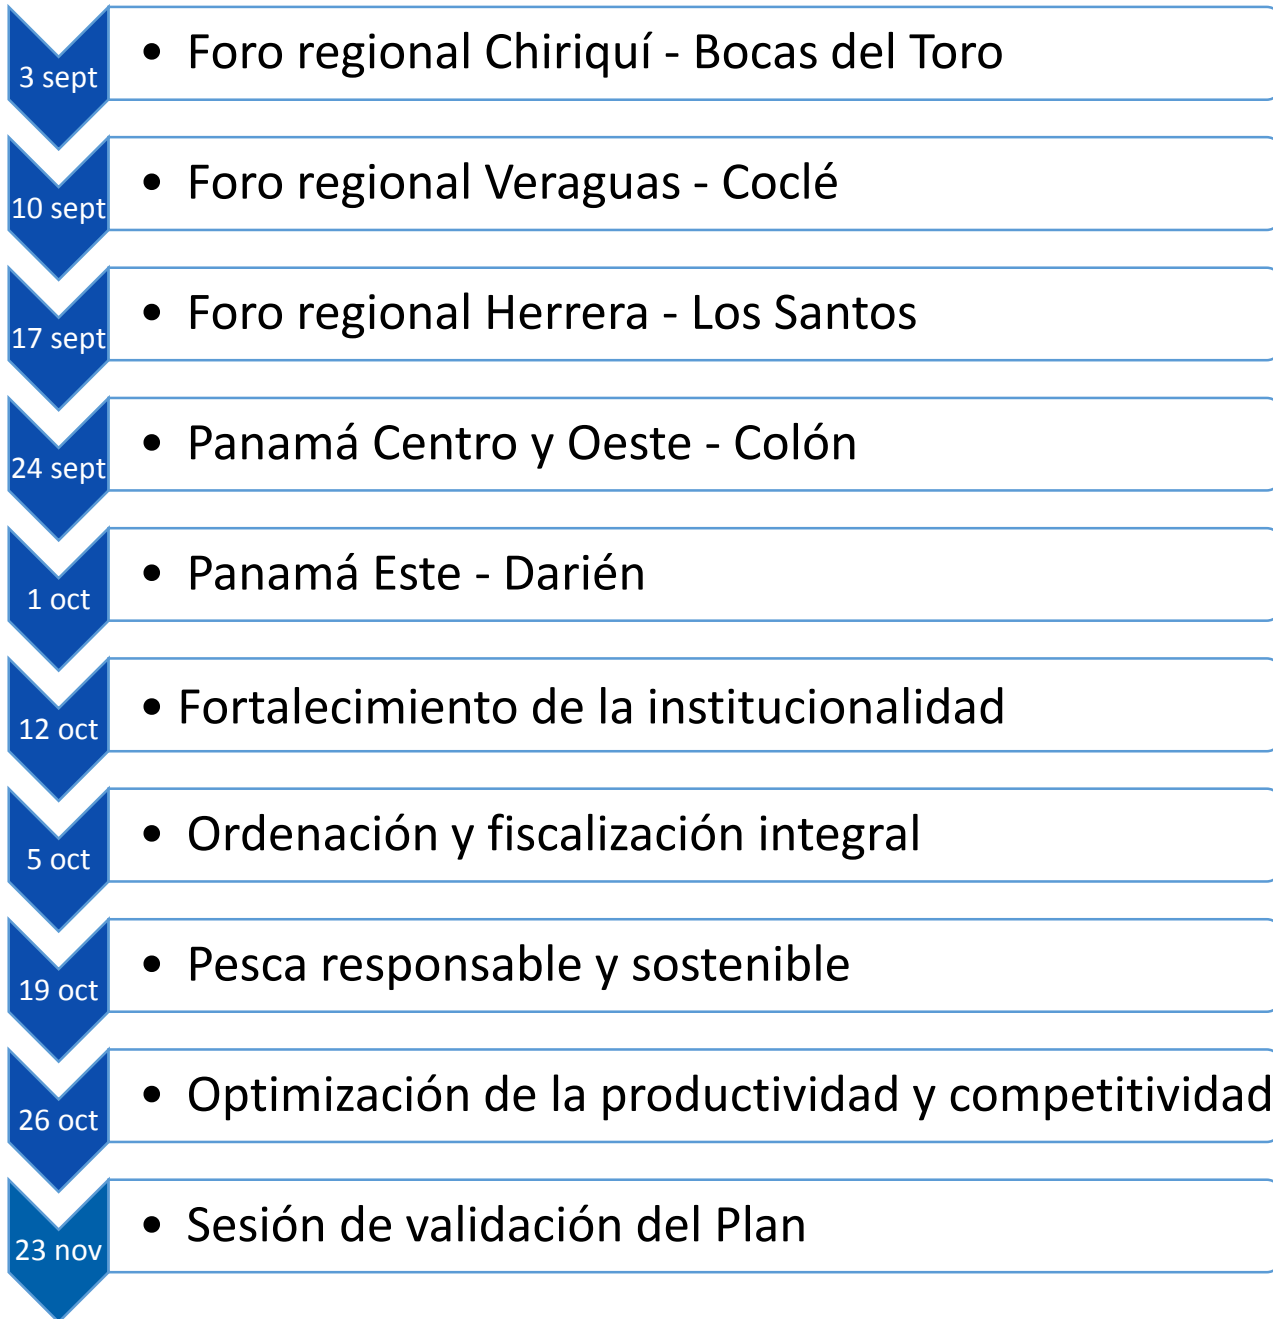 3 sept
• Foro regional Chiriquí - Bocas del Toro
10 sept
• Foro regional Veraguas - Coclé
17 sept
• Foro regional Herrera - Los Santos
24 sept
• Panamá Centro y Oeste - Colón
1 oct
• Panamá Este - Darién
12 oct
• Fortalecimiento de la institucionalidad
5 oct
• Ordenación y fiscalización integral
19 oct
• Pesca responsable y sostenible
26 oct
• Optimización de la productividad y competitividad
23 nov
• Sesión de validación del Plan